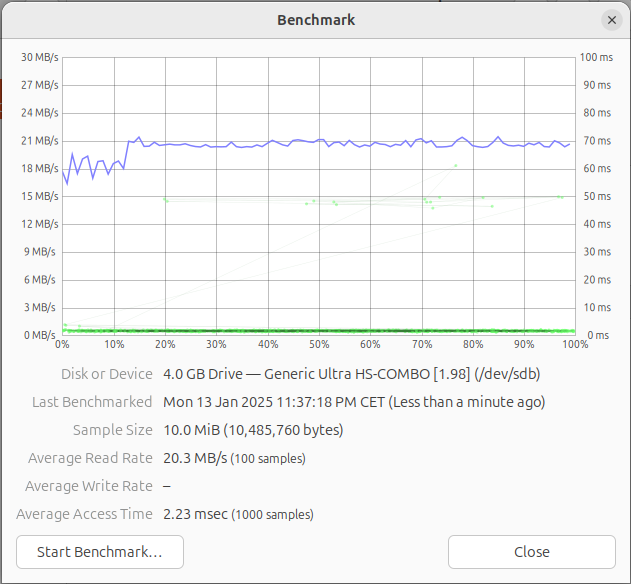 Benchmark
30 MB/s 100 ms
27 MB/s 90 ms
24 MB/s 80 ms
21 MB/s 70 ms
18 MB/s 60 ms
15 MB/s 50 ms
12 MB/s 40 ms
9 MB/s 30 ms
6 MB/s 20 ms
3 MB/s 10 ms
0 MB/s 0 ms
0% 10% 20% 30% 40% 50% 60% 70% 80% 90% 100%
Disk or Device 4.0 GB Drive — Generic Ultra HS-COMBO [1.98] (/dev/sdb)
Last Benchmarked Mon 13 Jan 2025 11:37:18 PM CET (Less than a minute ago)
Sample Size 10.0 MiB (10,485,760 bytes)
Average Read Rate 20.3 MB/s (100 samples)
Average Write Rate –
Average Access Time 2.23 msec (1000 samples)
Start Benchmark… Close